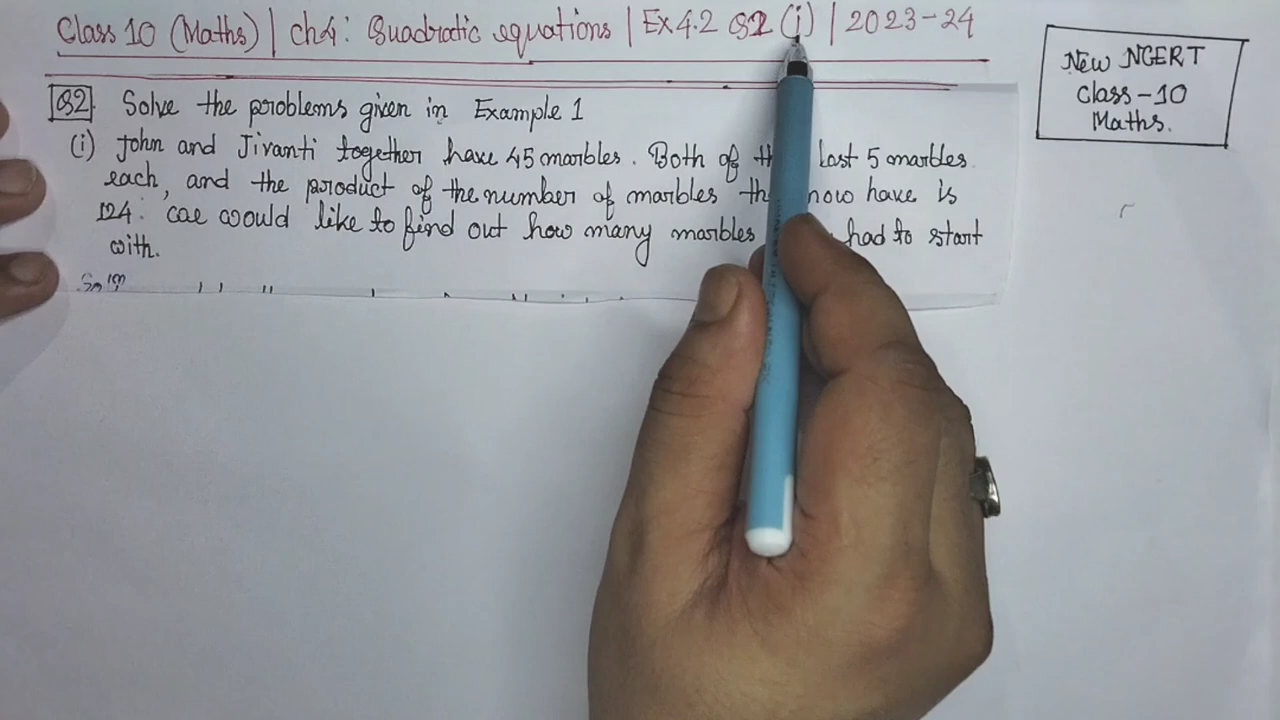 Class 10 (Maths) | ch4: Quadratic equations | Ex 4.2 Q2 (i) | 2023-24
New NCERT
Class-10
Maths.
Q2. Solve the problems given in Example 1
(i) John and Jivanti together have 45 marbles. Both of th lost 5 marbles
each, and the product of the number of marbles th now have is
124. We would like to find out how many marbles had to start
with.
Sol